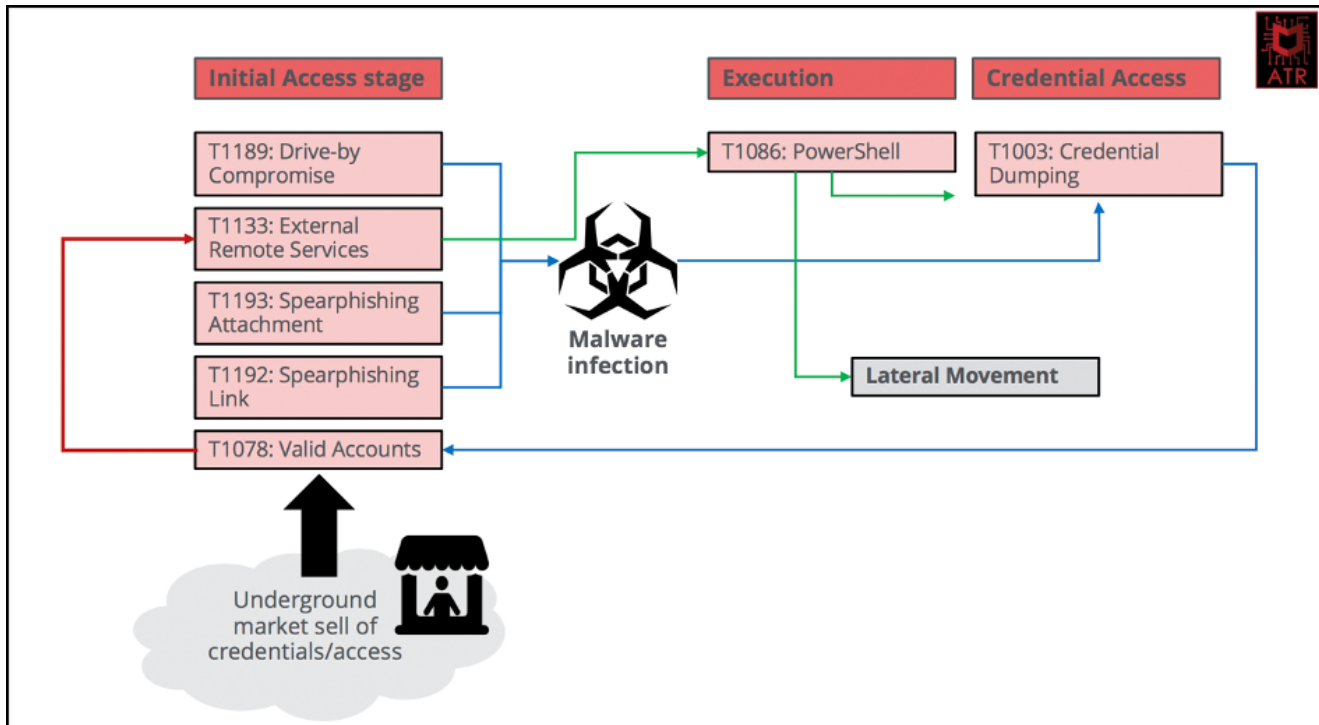 Initial Access stage
Execution
Credential Access
ATR
T1189: Drive-by
Compromise
T1133: External
Remote Services
T1193: Spearphishing
Attachment
T1192: Spearphishing
Link
T1078: Valid Accounts
T1086: PowerShell
T1003: Credential
Dumping
Malware
infection
Lateral Movement
Underground
market sell of
credentials/access